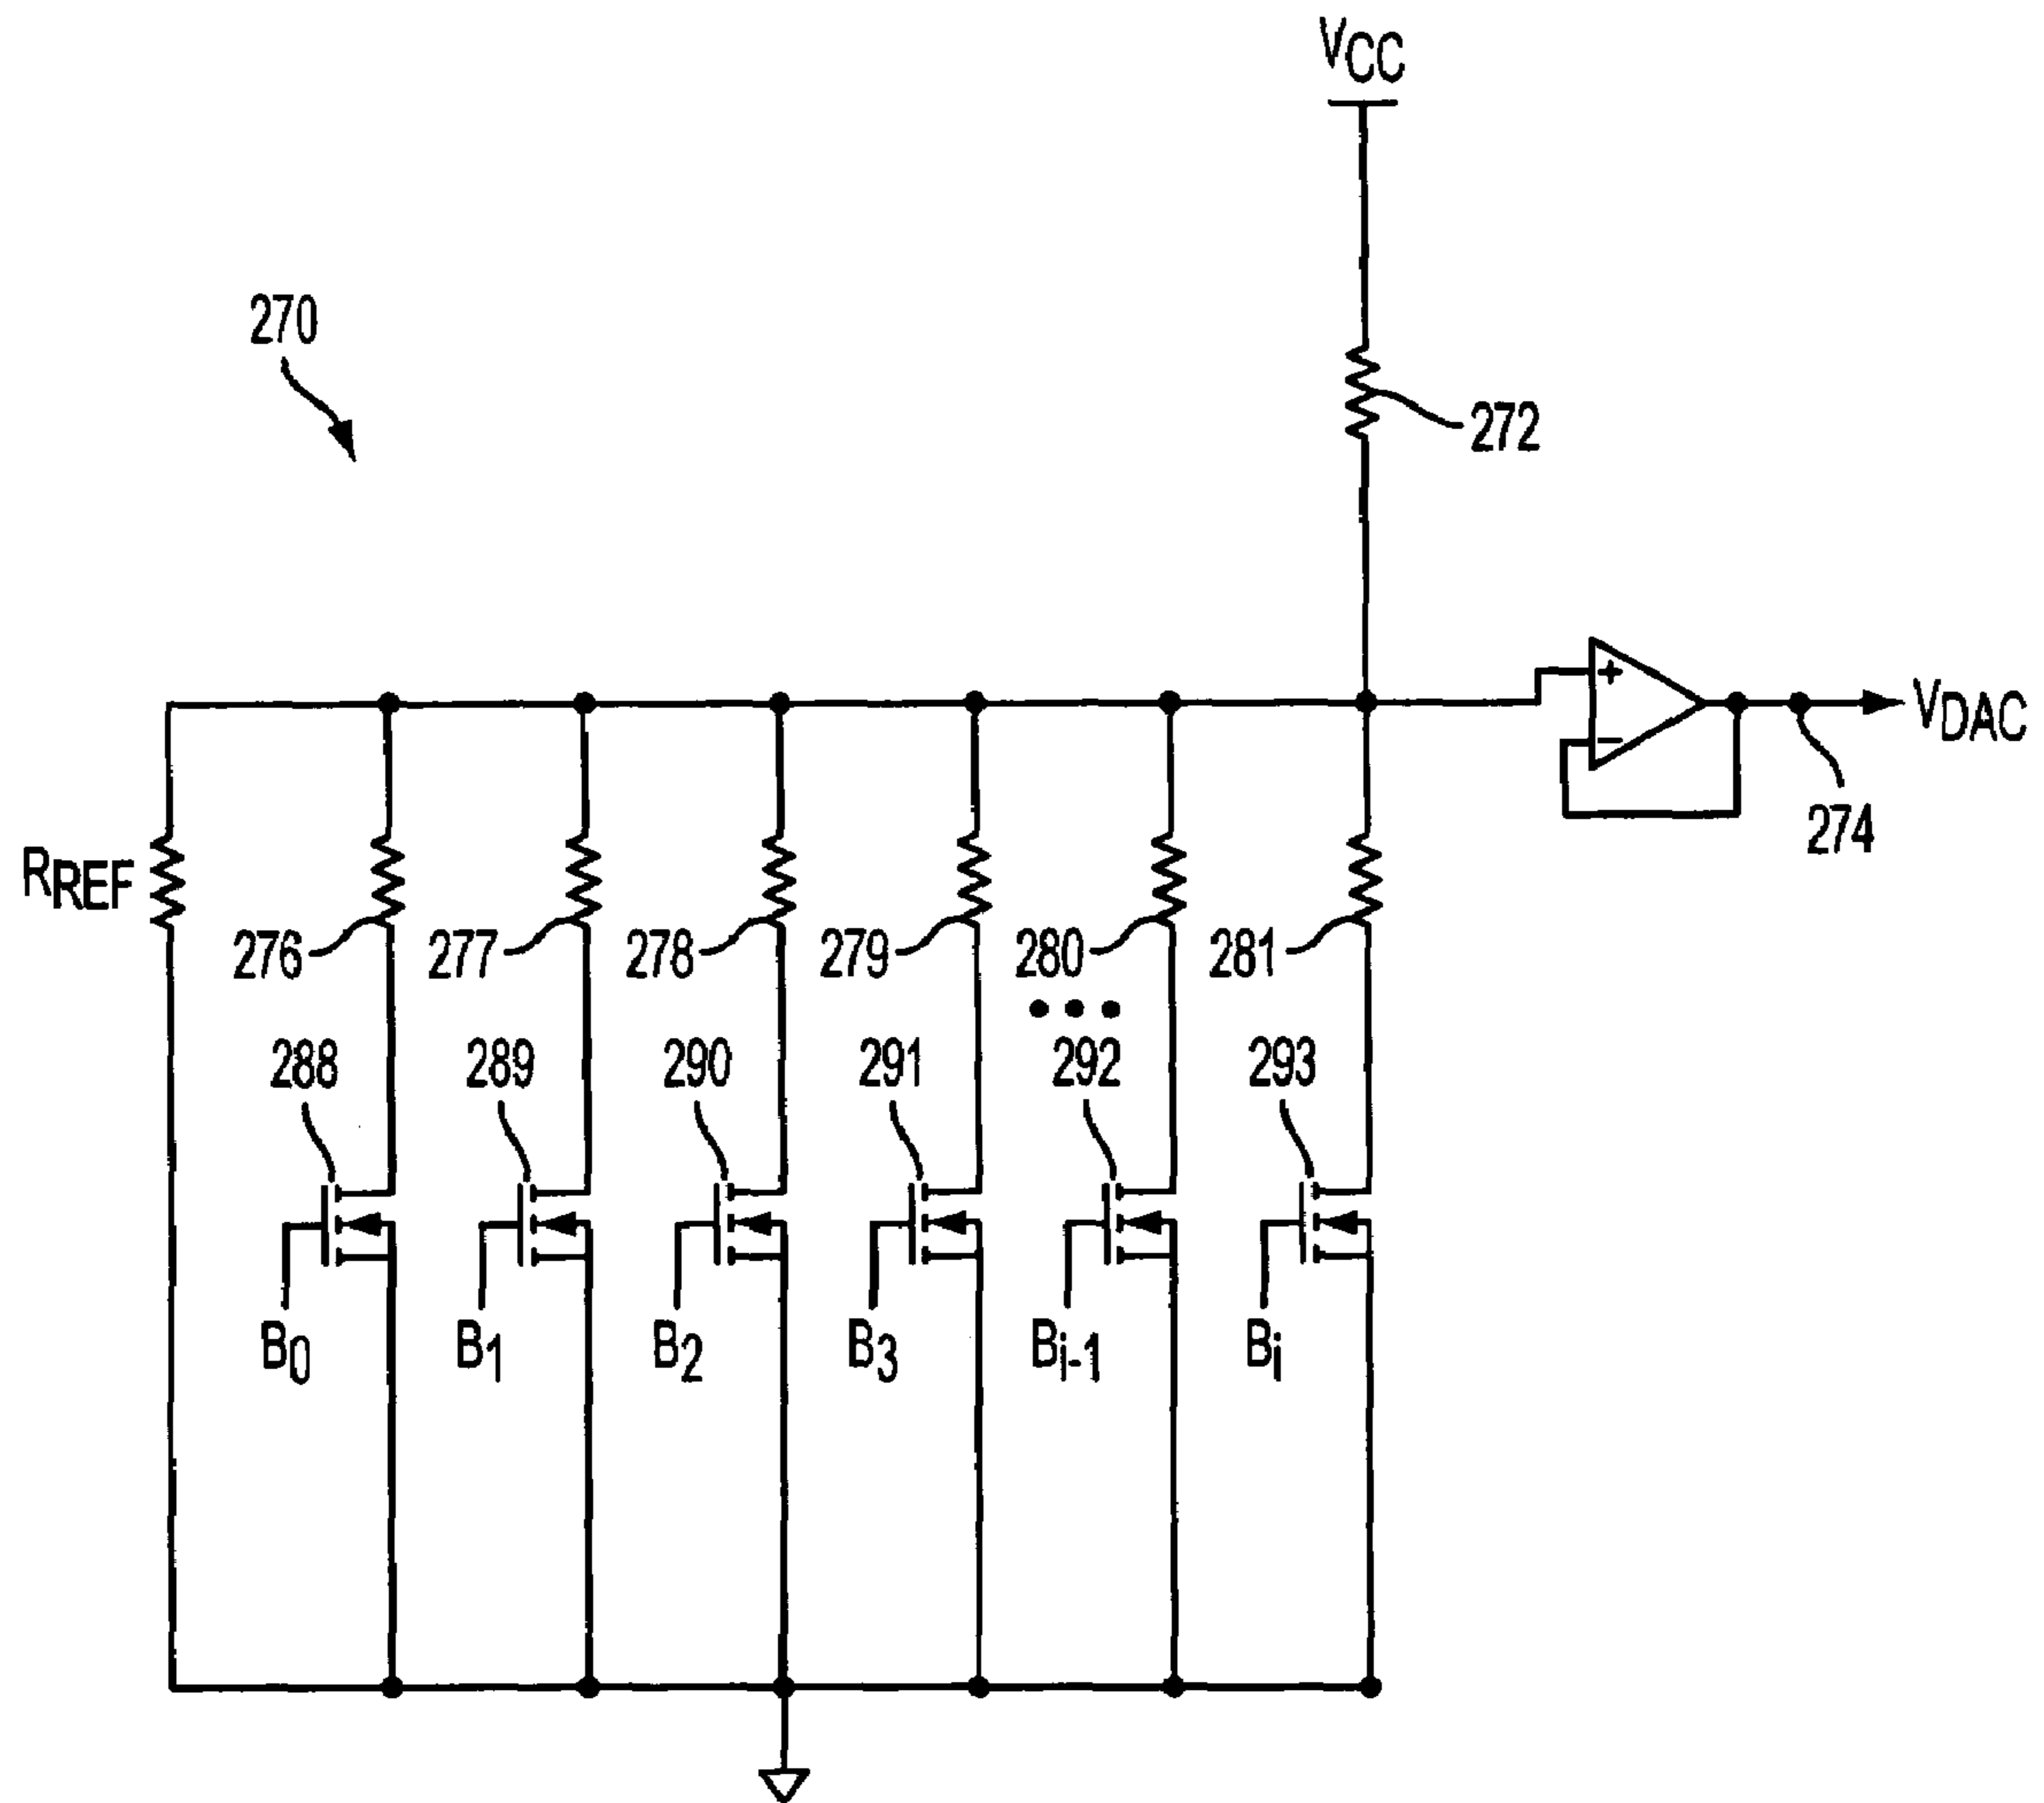 VCC
270
272
+
−
VDAC
274
RREF
276 277 278 279 280 281
• • •
288 289 290 291 292 293
B0 B1 B2 B3 Bi-1 Bi